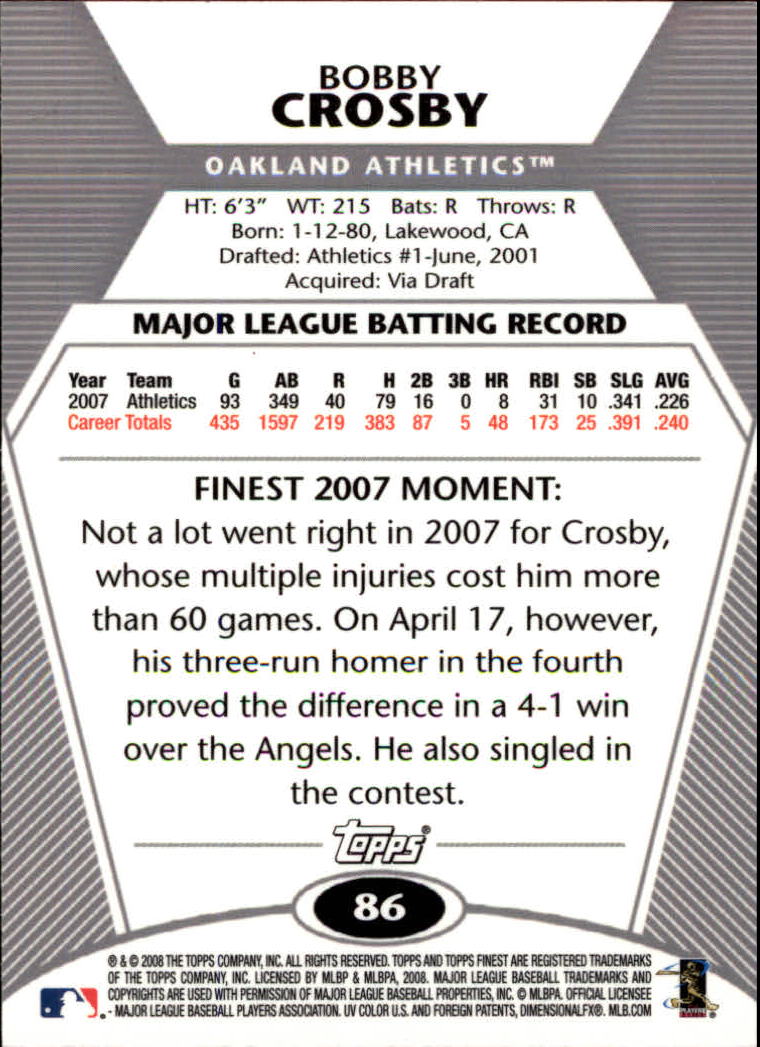 BOBBY
CROSBY
OAKLAND ATHLETICS™
HT: 6'3" WT: 215 Bats: R Throws: R
Born: 1-12-80, Lakewood, CA
Drafted: Athletics #1-June, 2001
Acquired: Via Draft
MAJOR LEAGUE BATTING RECORD
Year Team G AB R H 2B 3B HR RBI SB SLG AVG
2007 Athletics 93 349 40 79 16 0 8 31 10 .341 .226
Career Totals 435 1597 219 383 87 5 48 173 25 .391 .240
FINEST 2007 MOMENT:
Not a lot went right in 2007 for Crosby,
whose multiple injuries cost him more
than 60 games. On April 17, however,
his three-run homer in the fourth
proved the difference in a 4-1 win
over the Angels. He also singled in
the contest.
Topps®
86
® & © 2008 THE TOPPS COMPANY, INC. ALL RIGHTS RESERVED. TOPPS AND TOPPS FINEST ARE REGISTERED TRADEMARKS
OF THE TOPPS COMPANY, INC. LICENSED BY MLBP & MLBPA, 2008. MAJOR LEAGUE BASEBALL TRADEMARKS AND
COPYRIGHTS ARE USED WITH PERMISSION OF MAJOR LEAGUE BASEBALL PROPERTIES, INC. © MLBPA. OFFICIAL LICENSEE
- MAJOR LEAGUE BASEBALL PLAYERS ASSOCIATION. UV COLOR U.S. AND FOREIGN PATENTS, DIMENSIONALFX®. MLB.COM
PLAYERS